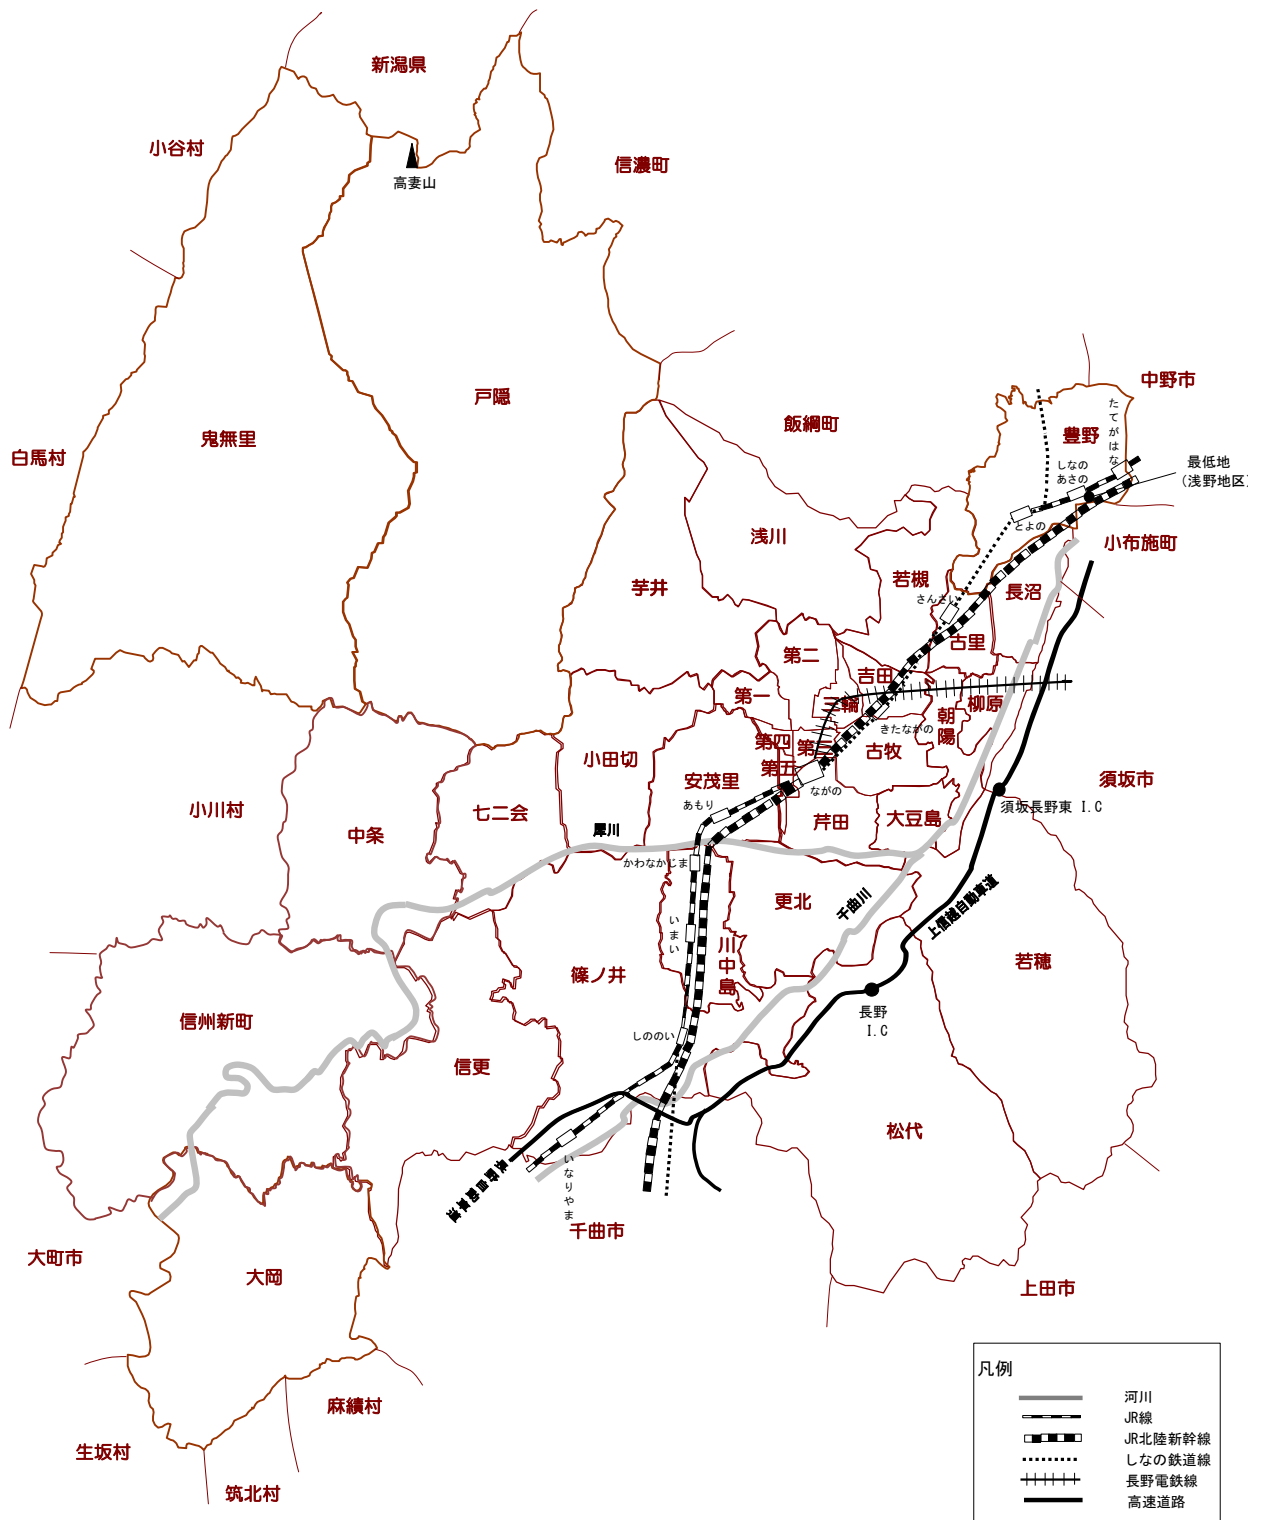 新潟県
小谷村
信濃町
高妻山
中野市
戸隠
飯綱町
豊野
たてがはな
鬼無里
白馬村
しなの
あさの
最低地
(浅野地区)
とよの
浅川
小布施町
若槻
芋井
長沼
さんさい
古里
第二
吉田
第一
三輪
柳原
朝陽
きたながの
第四
第三
古牧
小田切
第五
安茂里
須坂市
ながの
あもり
須坂長野東 I.C
小川村
七二会
中条
芹田
大豆島
犀川
かわなかじま
更北
千曲川
上信越自動車道
いまい
川中島
若穂
篠ノ井
信州新町
長野
I.C
しののい
信更
松代
長野自動車道
いなりやま
千曲市
大町市
大岡
上田市
麻績村
生坂村
筑北村
凡例
河川
JR線
JR北陸新幹線
しなの鉄道線
長野電鉄線
高速道路